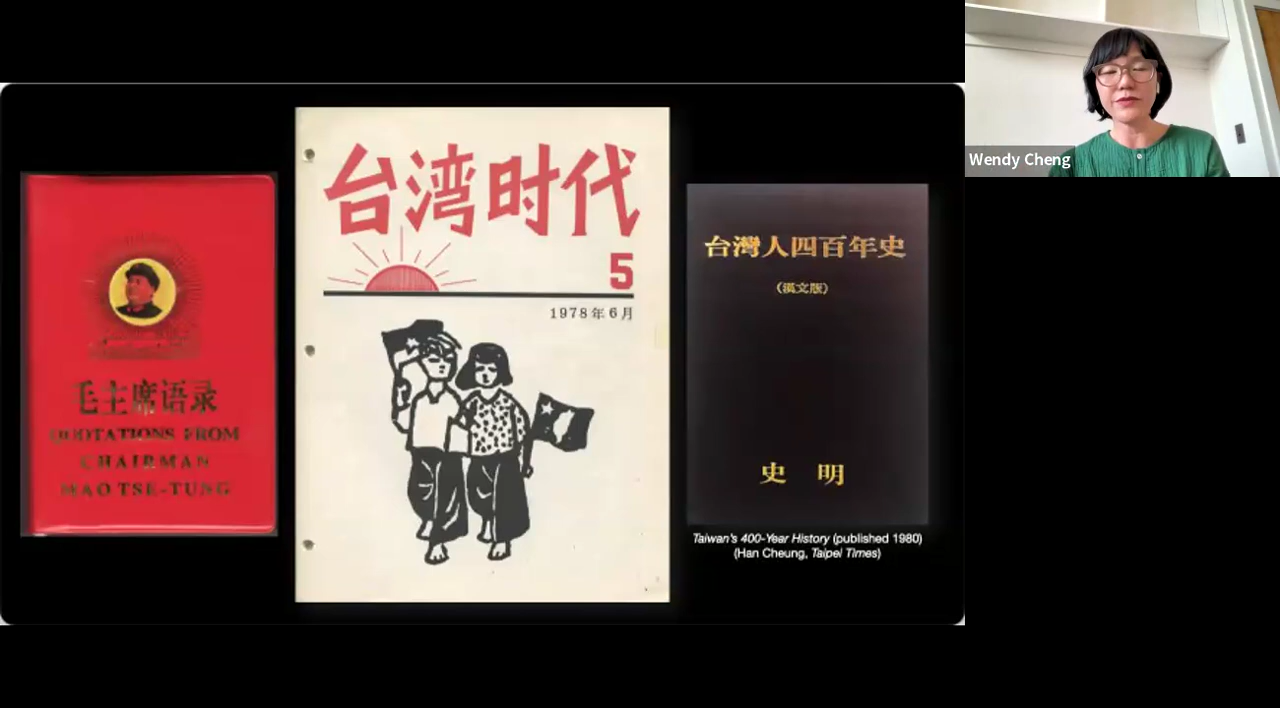 毛主席语录
QUOTATIONS FROM
CHAIRMAN
MAO TSE-TUNG
台湾时代
5
1978年6月
台灣人四百年史
（漢文版）
史 明
Taiwan's 400-Year History (published 1980)
(Han Cheung, Taipei Times)
Wendy Cheng